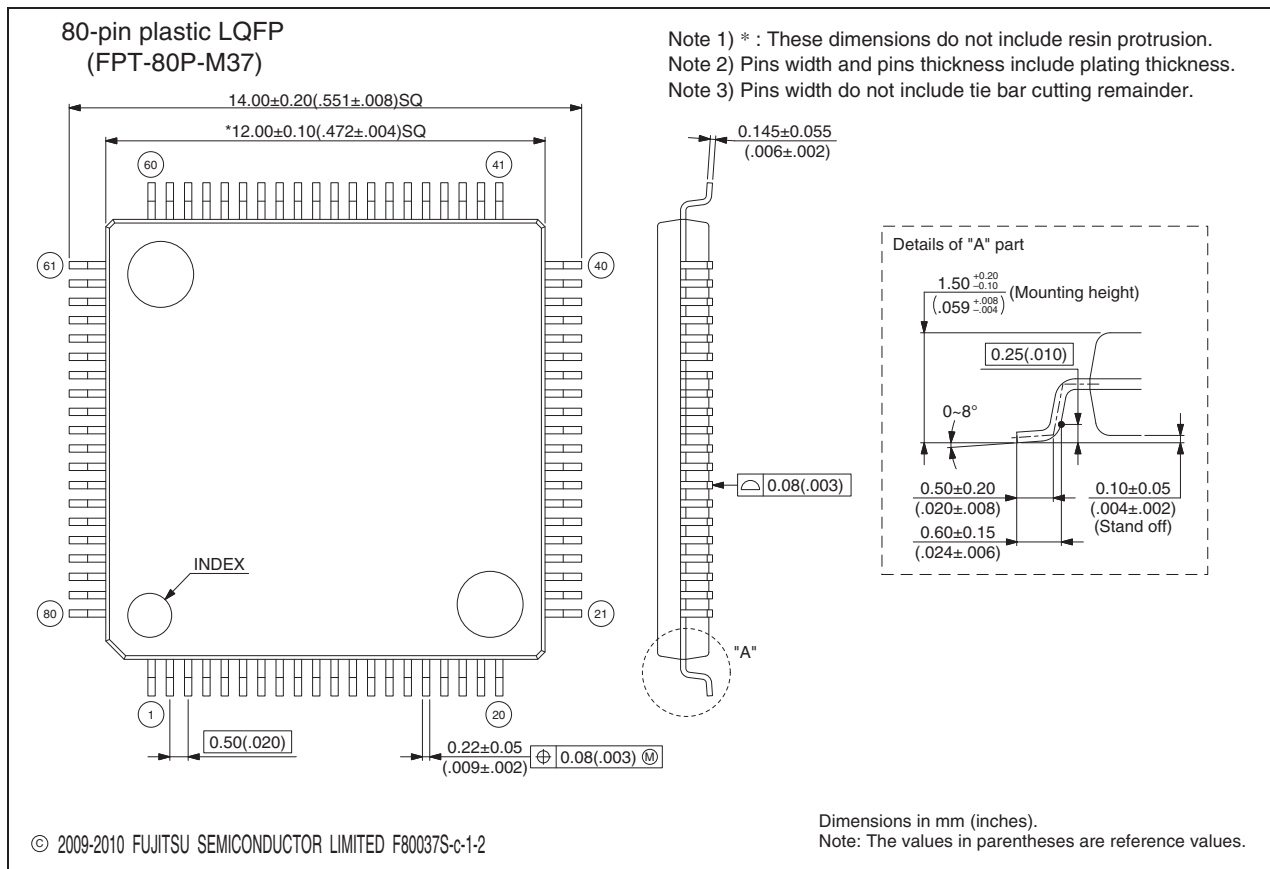 80-pin plastic LQFP
(FPT-80P-M37)
Note 1) * : These dimensions do not include resin protrusion.
Note 2) Pins width and pins thickness include plating thickness.
Note 3) Pins width do not include tie bar cutting remainder.
14.00±0.20(.551±.008)SQ
*12.00±0.10(.472±.004)SQ
60
41
61
40
INDEX
80
21
1
20
0.50(.020)
0.22±0.05
(.009±.002)
⌖ 0.08(.003) Ⓜ
0.145±0.055
(.006±.002)
⌓ 0.08(.003)
"A"
Details of "A" part
1.50 +0.20 −0.10
(.059 +.008 −.004)
(Mounting height)
0.25(.010)
0~8°
0.50±0.20
(.020±.008)
0.60±0.15
(.024±.006)
0.10±0.05
(.004±.002)
(Stand off)
© 2009-2010 FUJITSU SEMICONDUCTOR LIMITED F80037S-c-1-2
Dimensions in mm (inches).
Note: The values in parentheses are reference values.